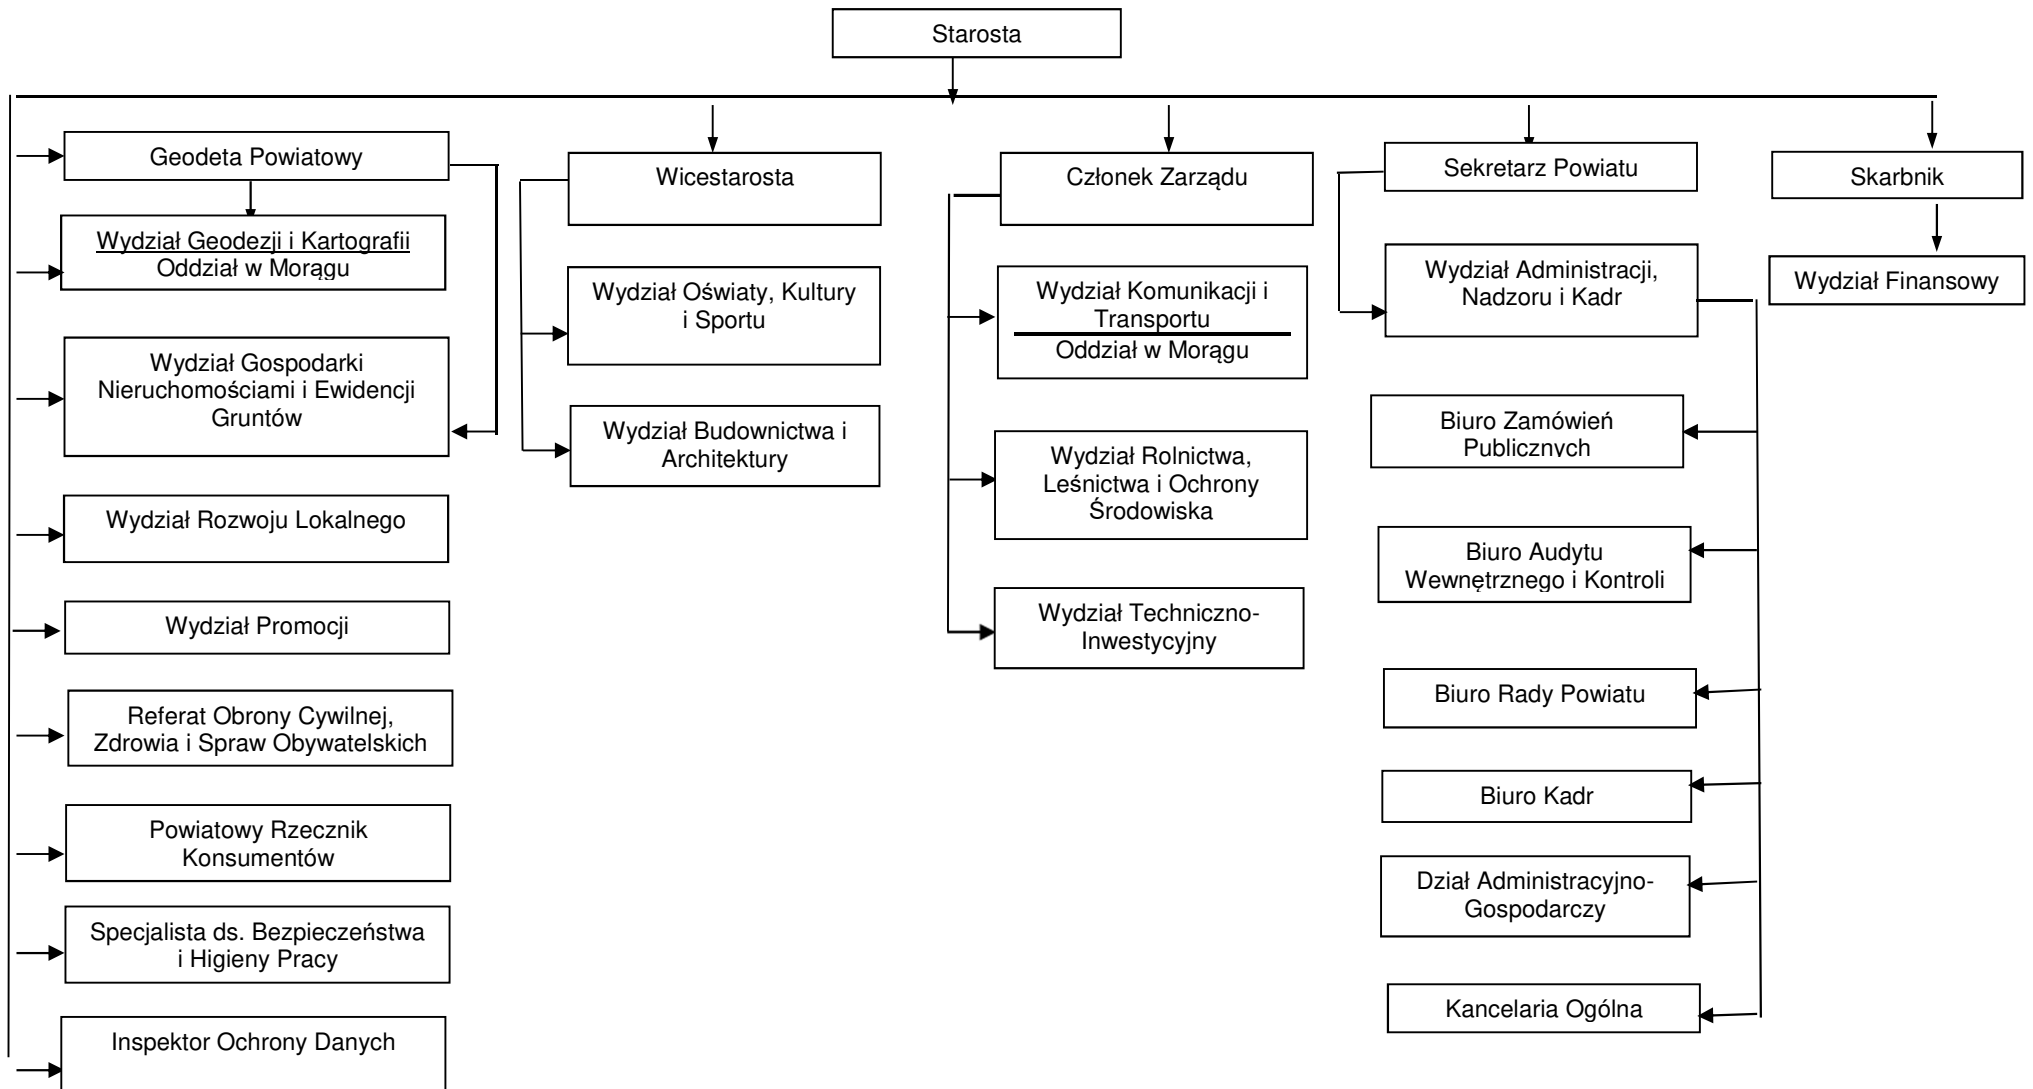 Starosta
Geodeta Powiatowy
Wydział Geodezji i Kartografii
Oddział w Morągu
Wydział Gospodarki
Nieruchomościami i Ewidencji
Gruntów
Wydział Rozwoju Lokalnego
Wydział Promocji
Referat Obrony Cywilnej,
Zdrowia i Spraw Obywatelskich
Powiatowy Rzecznik
Konsumentów
Specjalista ds. Bezpieczeństwa
i Higieny Pracy
Inspektor Ochrony Danych
Wicestarosta
Wydział Oświaty, Kultury
i Sportu
Wydział Budownictwa i
Architektury
Członek Zarządu
Wydział Komunikacji i
Transportu
Oddział w Morągu
Wydział Rolnictwa,
Leśnictwa i Ochrony
Środowiska
Wydział Techniczno-
Inwestycyjny
Sekretarz Powiatu
Wydział Administracji,
Nadzoru i Kadr
Biuro Zamówień
Publicznych
Biuro Audytu
Wewnętrznego i Kontroli
Biuro Rady Powiatu
Biuro Kadr
Dział Administracyjno-
Gospodarczy
Kancelaria Ogólna
Skarbnik
Wydział Finansowy